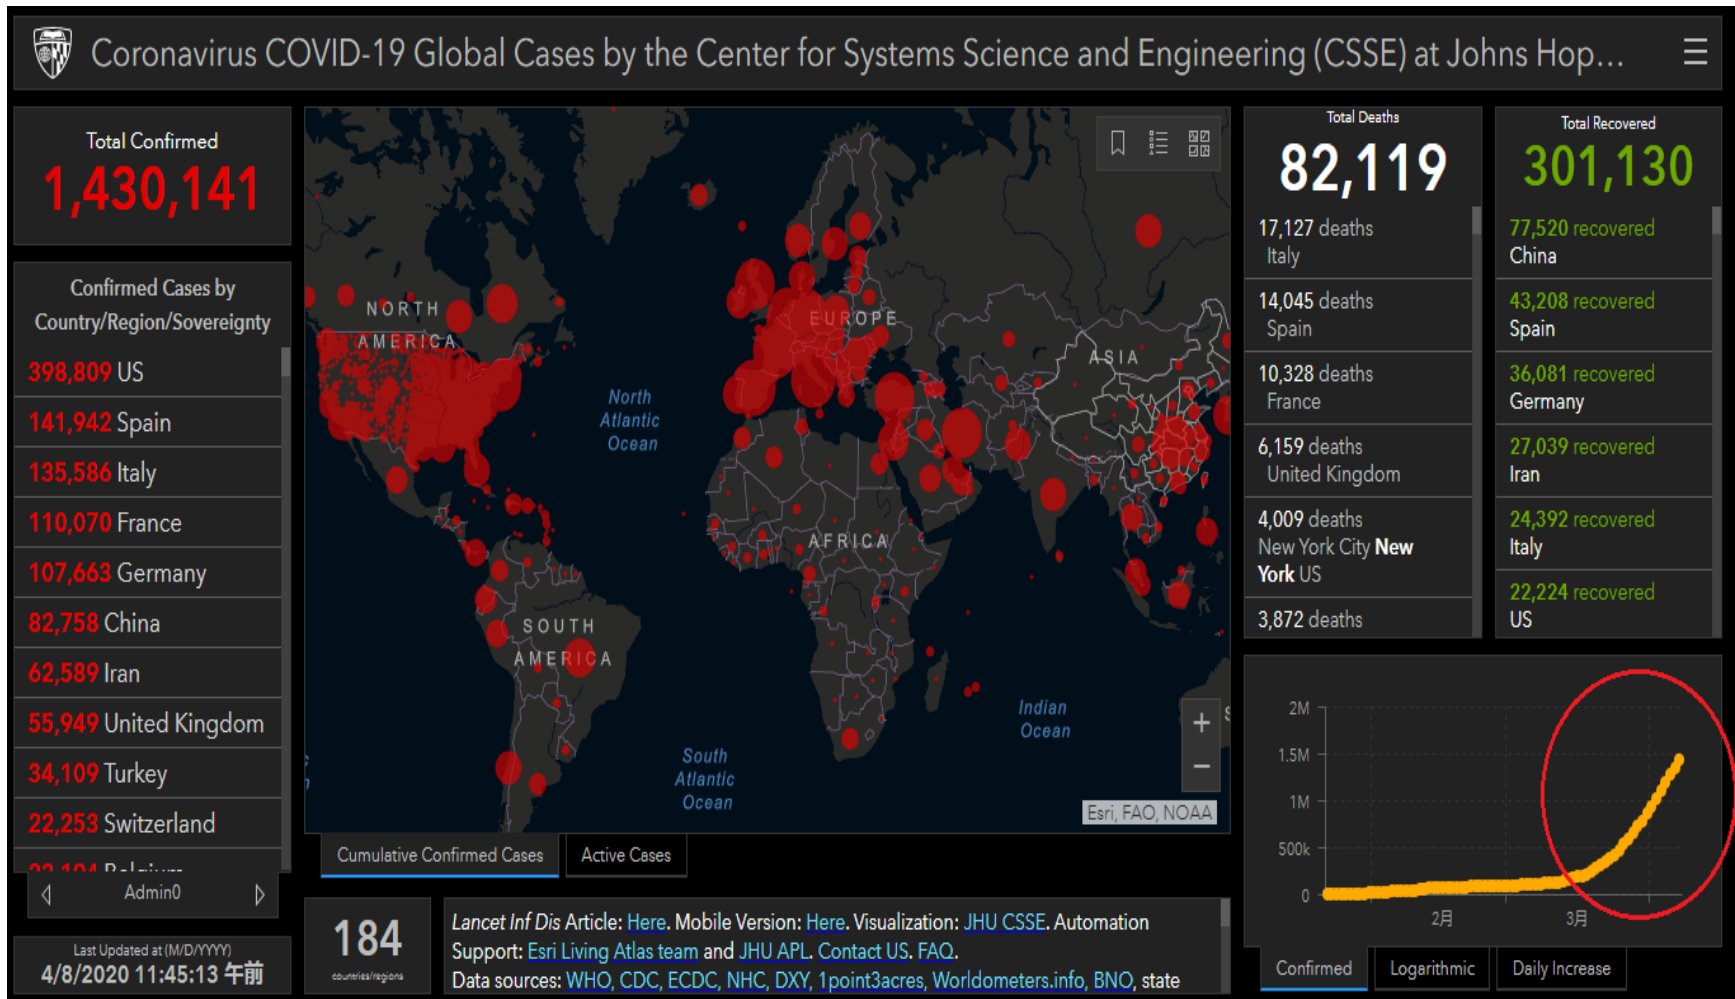 Coronavirus COVID-19 Global Cases by the Center for Systems Science and Engineering (CSSE) at Johns Hop...
Total Confirmed
1,430,141
Confirmed Cases by
Country/Region/Sovereignty
398,809 US
141,942 Spain
135,586 Italy
110,070 France
107,663 Germany
82,758 China
62,589 Iran
55,949 United Kingdom
34,109 Turkey
22,253 Switzerland
Admin0
Last Updated at (M/D/YYYY)
4/8/2020 11:45:13 午前
NORTH
AMERICA
EUROPE
ASIA
North
Atlantic
Ocean
AFRICA
SOUTH
AMERICA
Indian
Ocean
South
Atlantic
Ocean
+
−
Esri, FAO, NOAA
Cumulative Confirmed Cases
Active Cases
184
countries/regions
Lancet Inf Dis Article: Here. Mobile Version: Here. Visualization: JHU CSSE. Automation
Support: Esri Living Atlas team and JHU APL. Contact US. FAQ.
Data sources: WHO, CDC, ECDC, NHC, DXY, 1point3acres, Worldometers.info, BNO, state
Total Deaths
82,119
17,127 deaths
Italy
14,045 deaths
Spain
10,328 deaths
France
6,159 deaths
United Kingdom
4,009 deaths
New York City New
York US
3,872 deaths
Total Recovered
301,130
77,520 recovered
China
43,208 recovered
Spain
36,081 recovered
Germany
27,039 recovered
Iran
24,392 recovered
Italy
22,224 recovered
US
2M
1.5M
1M
500k
0
2月
3月
Confirmed
Logarithmic
Daily Increase